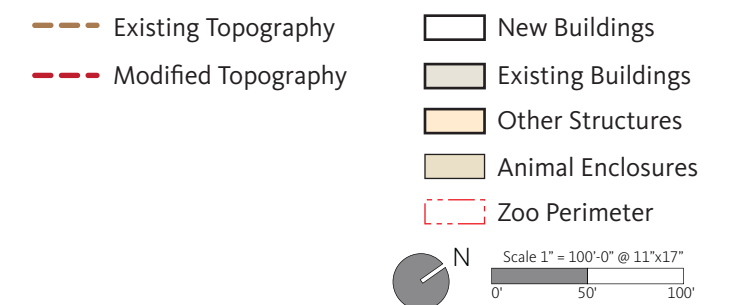 Existing Topography
Modified Topography
New Buildings
Existing Buildings
Other Structures
Animal Enclosures
Zoo Perimeter
N
Scale 1" = 100'-0" @ 11"x17"
0' 50' 100'